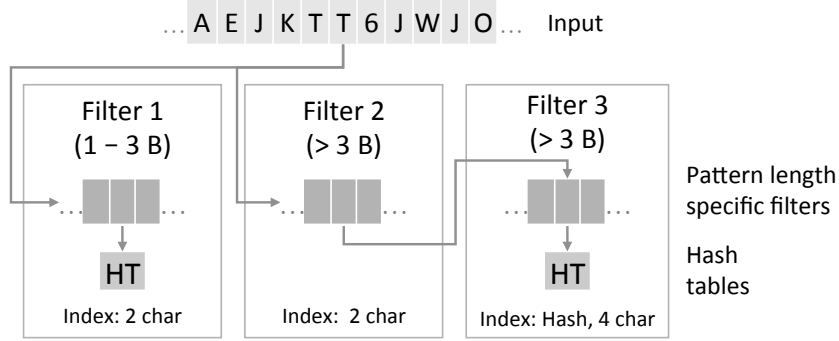 ... A E J K T T 6 J W J O ... Input
Filter 1
(1 – 3 B)
... ...
HT
Index: 2 char
Filter 2
(> 3 B)
... ...
Index: 2 char
Filter 3
(> 3 B)
... ...
HT
Index: Hash, 4 char
Pattern length
specific filters
Hash
tables